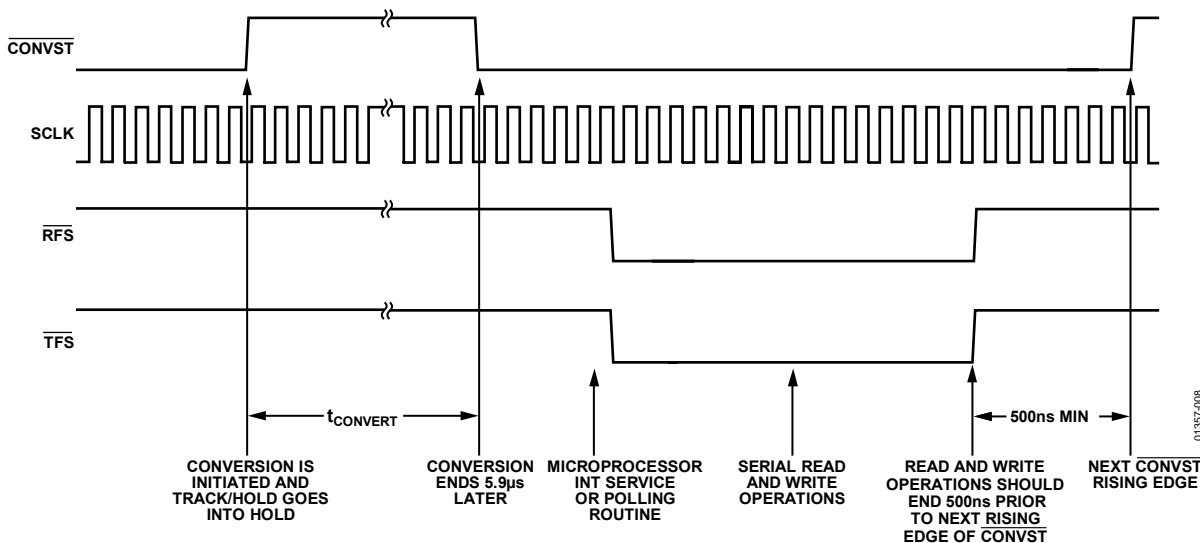 CONVST
SCLK
RFS
TFS
tCONVERT
500ns MIN
CONVERSION IS
INITIATED AND
TRACK/HOLD GOES
INTO HOLD
CONVERSION
ENDS 5.9µs
LATER
MICROPROCESSOR
INT SERVICE
OR POLLING
ROUTINE
SERIAL READ
AND WRITE
OPERATIONS
READ AND WRITE
OPERATIONS SHOULD
END 500ns PRIOR
TO NEXT RISING
EDGE OF CONVST
NEXT CONVST
RISING EDGE
01357-008